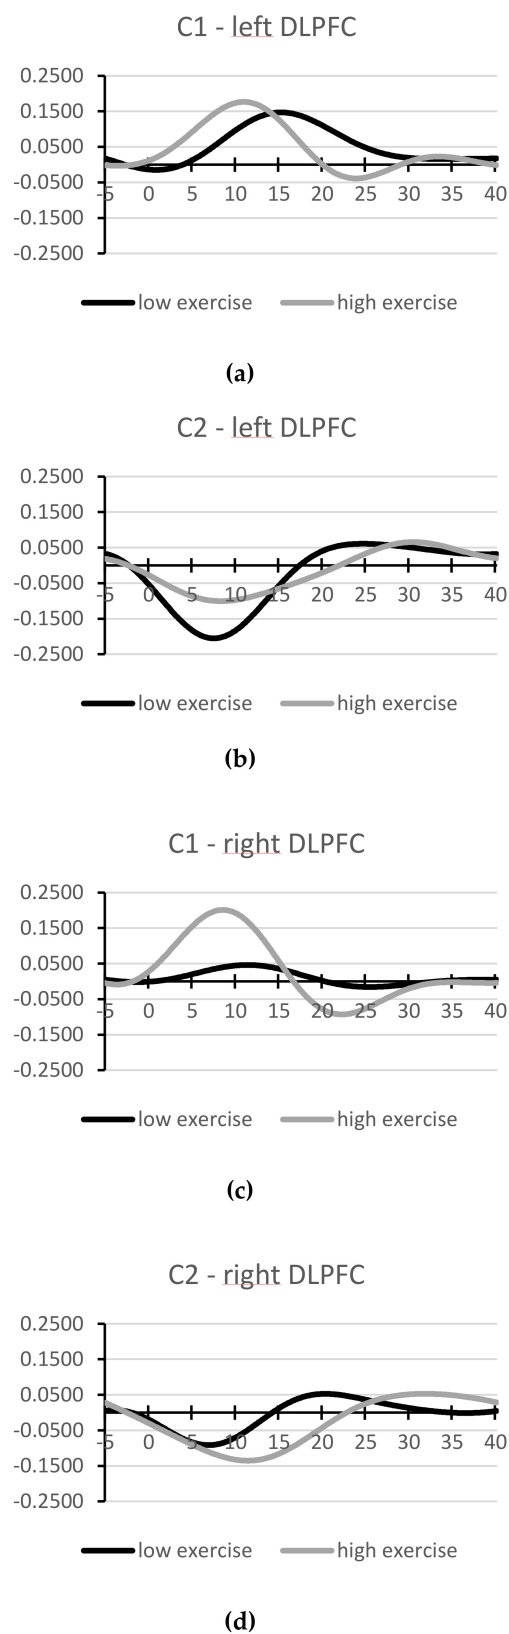 C1 - left DLPFC
0.2500
0.1500
0.0500
-0.0500
-5 0 5 10 15 20 25 30 35 40
-0.1500
-0.2500
low exercise high exercise
(a)
C2 - left DLPFC
0.2500
0.1500
0.0500
-0.0500
-5 0 5 10 15 20 25 30 35 40
-0.1500
-0.2500
low exercise high exercise
(b)
C1 - right DLPFC
0.2500
0.1500
0.0500
-0.0500
-5 0 5 10 15 20 25 30 35 40
-0.1500
-0.2500
low exercise high exercise
(c)
C2 - right DLPFC
0.2500
0.1500
0.0500
-0.0500
-5 0 5 10 15 20 25 30 35 40
-0.1500
-0.2500
low exercise high exercise
(d)